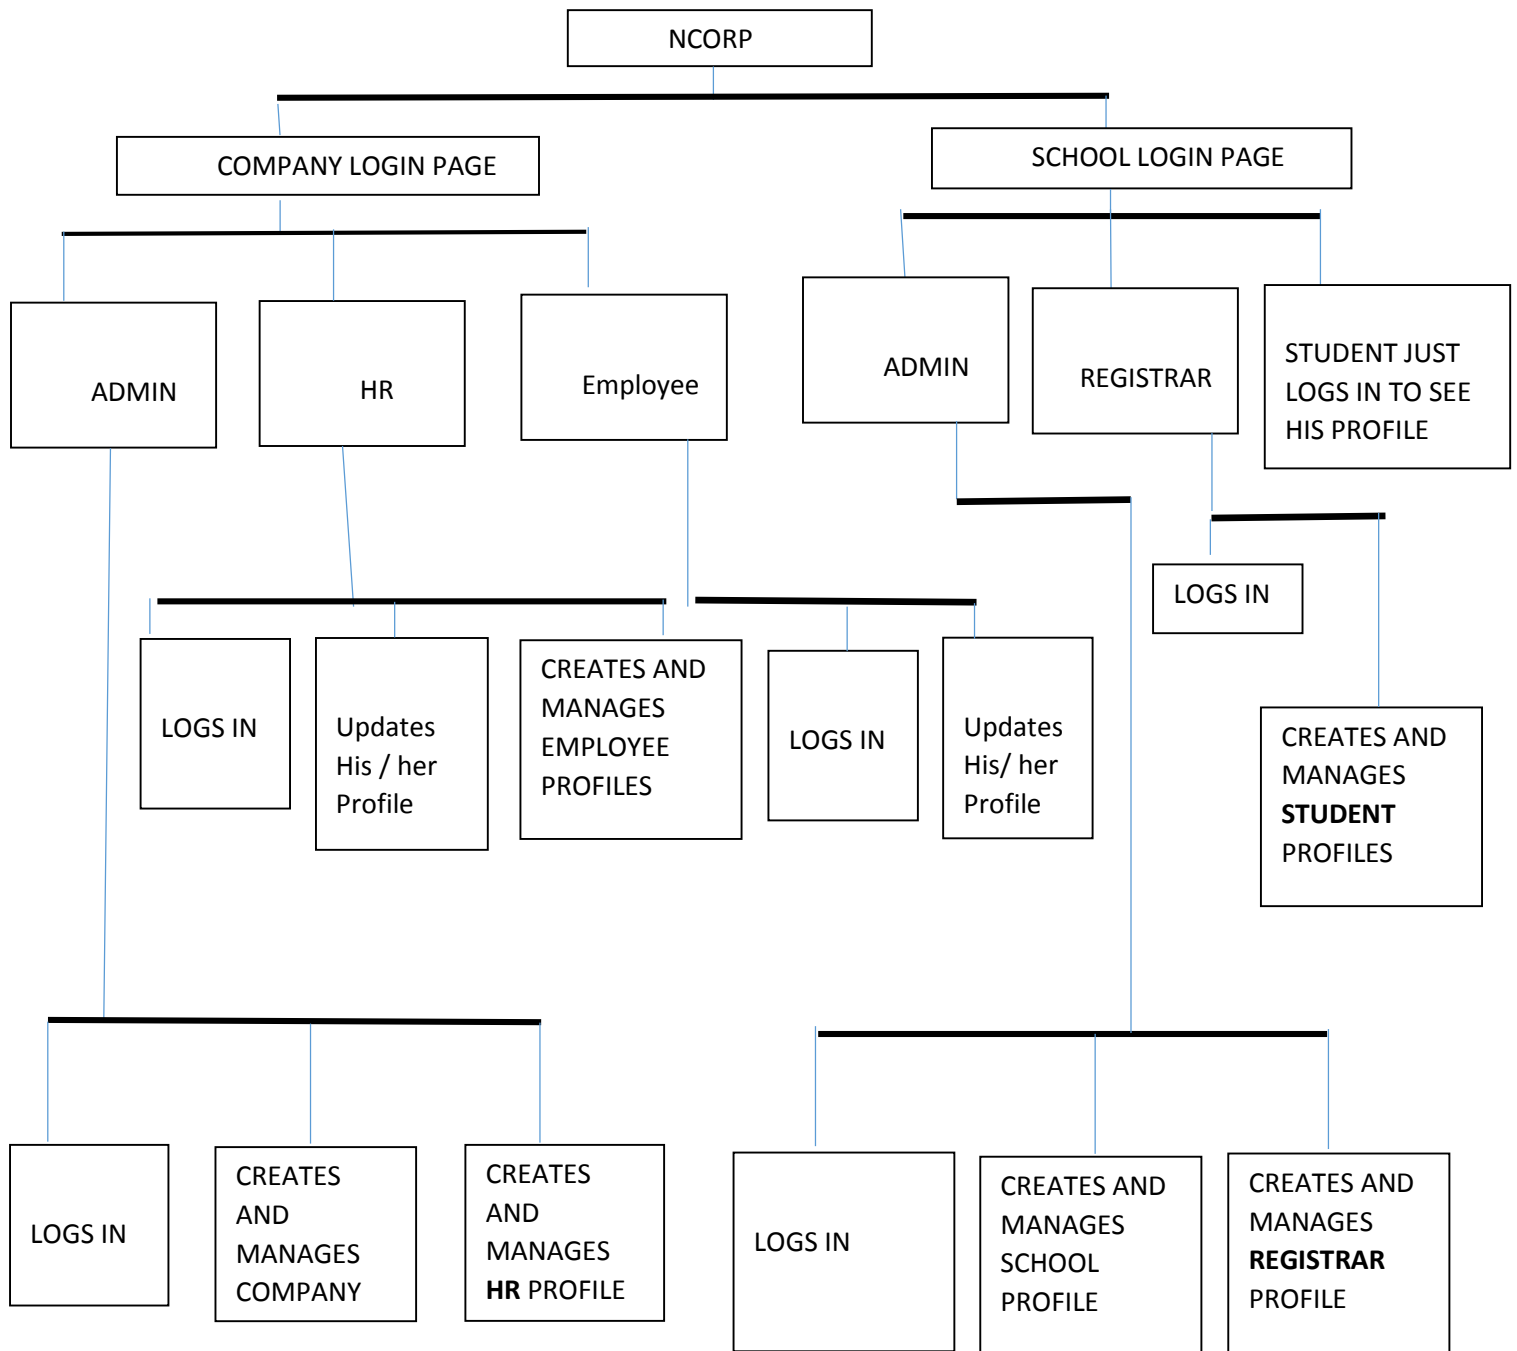 NCORP
COMPANY LOGIN PAGE
SCHOOL LOGIN PAGE
ADMIN
HR
Employee
ADMIN
REGISTRAR
STUDENT JUST
LOGS IN TO SEE
HIS PROFILE
LOGS IN
Updates
His / her
Profile
CREATES AND
MANAGES
EMPLOYEE
PROFILES
LOGS IN
Updates
His/ her
Profile
LOGS IN
CREATES AND
MANAGES
STUDENT
PROFILES
LOGS IN
CREATES
AND
MANAGES
COMPANY
CREATES
AND
MANAGES
HR PROFILE
LOGS IN
CREATES AND
MANAGES
SCHOOL
PROFILE
CREATES AND
MANAGES
REGISTRAR
PROFILE